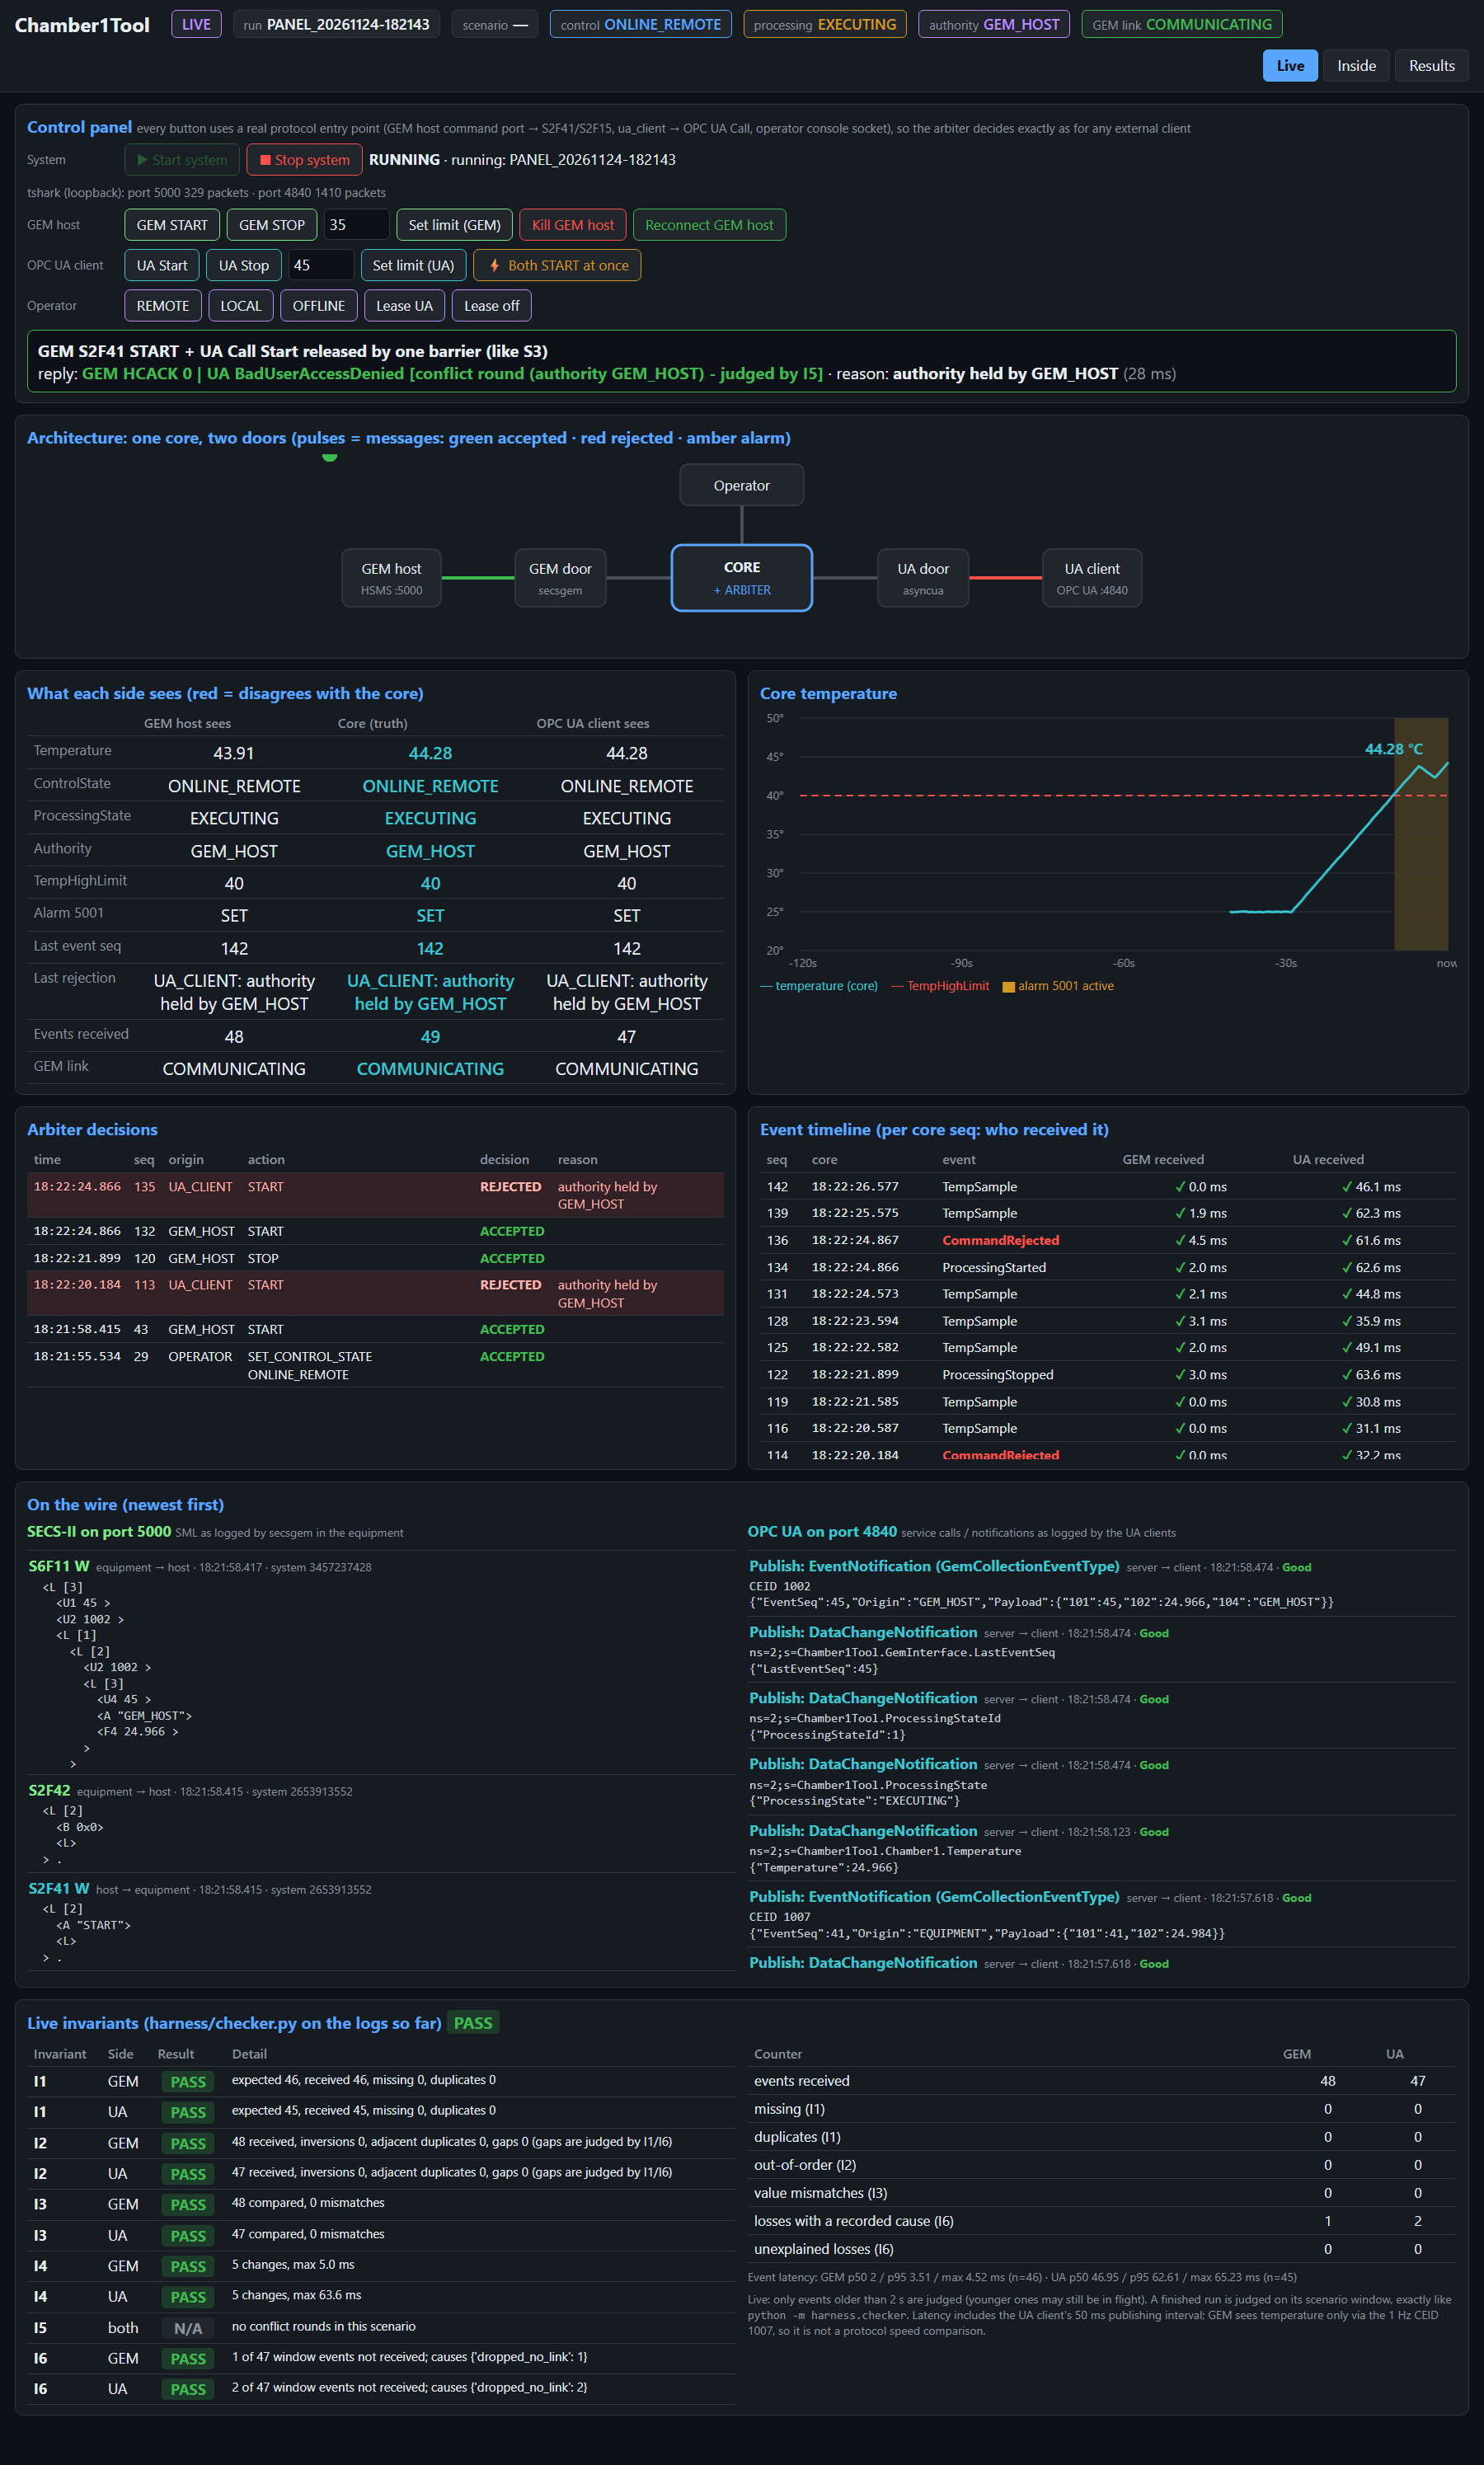 Chamber1Tool LIVE run PANEL_20261124-182143 scenario — control ONLINE_REMOTE processing EXECUTING authority GEM_HOST GEM link COMMUNICATING
Live Inside Results
Control panel every button uses a real protocol entry point (GEM host command port → S2F41/S2F15, ua_client → OPC UA Call, operator console socket), so the arbiter decides exactly as for any external client
System ▶ Start system ■ Stop system RUNNING · running: PANEL_20261124-182143
tshark (loopback): port 5000 329 packets · port 4840 1410 packets
GEM host GEM START GEM STOP 35 Set limit (GEM) Kill GEM host Reconnect GEM host
OPC UA client UA Start UA Stop 45 Set limit (UA) ⚡ Both START at once
Operator REMOTE LOCAL OFFLINE Lease UA Lease off
GEM S2F41 START + UA Call Start released by one barrier (like S3)
reply: GEM HCACK 0 | UA BadUserAccessDenied [conflict round (authority GEM_HOST) - judged by I5] · reason: authority held by GEM_HOST (28 ms)
Architecture: one core, two doors (pulses = messages: green accepted · red rejected · amber alarm)
Operator
GEM host GEM door CORE UA door UA client
HSMS :5000 secsgem + ARBITER asyncua OPC UA :4840
What each side sees (red = disagrees with the core)
GEM host sees Core (truth) OPC UA client sees
Temperature 43.91 44.28 44.28
ControlState ONLINE_REMOTE ONLINE_REMOTE ONLINE_REMOTE
ProcessingState EXECUTING EXECUTING EXECUTING
Authority GEM_HOST GEM_HOST GEM_HOST
TempHighLimit 40 40 40
Alarm 5001 SET SET SET
Last event seq 142 142 142
Last rejection UA_CLIENT: authority UA_CLIENT: authority UA_CLIENT: authority
held by GEM_HOST held by GEM_HOST held by GEM_HOST
Events received 48 49 47
GEM link COMMUNICATING COMMUNICATING COMMUNICATING
Core temperature
50°
44.28 °C
45°
40°
35°
30°
25°
20°
-120s -90s -60s -30s now
— temperature (core) --- TempHighLimit alarm 5001 active
Arbiter decisions
time seq origin action decision reason
18:22:24.866 135 UA_CLIENT START REJECTED authority held by
GEM_HOST
18:22:24.866 132 GEM_HOST START ACCEPTED
18:22:21.899 120 GEM_HOST STOP ACCEPTED
18:22:20.184 113 UA_CLIENT START REJECTED authority held by
GEM_HOST
18:21:58.415 43 GEM_HOST START ACCEPTED
18:21:55.534 29 OPERATOR SET_CONTROL_STATE ACCEPTED
ONLINE_REMOTE
Event timeline (per core seq: who received it)
seq core event GEM received UA received
142 18:22:26.577 TempSample ✓ 0.0 ms ✓ 46.1 ms
139 18:22:25.575 TempSample ✓ 1.9 ms ✓ 62.3 ms
136 18:22:24.867 CommandRejected ✓ 4.5 ms ✓ 61.6 ms
134 18:22:24.866 ProcessingStarted ✓ 2.0 ms ✓ 62.6 ms
131 18:22:24.573 TempSample ✓ 2.1 ms ✓ 44.8 ms
128 18:22:23.594 TempSample ✓ 3.1 ms ✓ 35.9 ms
125 18:22:22.582 TempSample ✓ 2.0 ms ✓ 49.1 ms
122 18:22:21.899 ProcessingStopped ✓ 3.0 ms ✓ 63.6 ms
119 18:22:21.585 TempSample ✓ 0.0 ms ✓ 30.8 ms
116 18:22:20.587 TempSample ✓ 0.0 ms ✓ 31.1 ms
114 18:22:20.184 CommandRejected ✓ 0.0 ms ✓ 32.2 ms
On the wire (newest first)
SECS-II on port 5000 SML as logged by secsgem in the equipment
S6F11 W equipment → host · 18:21:58.417 · system 3457237428
<L [3]
<U1 45 >
<U2 1002 >
<L [1]
<L [2]
<U2 1002 >
<L [3]
<U4 45 >
<A "GEM_HOST">
<F4 24.966 >
>
>
S2F42 equipment → host · 18:21:58.415 · system 2653913552
<L [2]
<B 0x0>
<L>
> .
S2F41 W host → equipment · 18:21:58.415 · system 2653913552
<L [2]
<A "START">
<L>
> .
OPC UA on port 4840 service calls / notifications as logged by the UA clients
Publish: EventNotification (GemCollectionEventType) server → client · 18:21:58.474 · Good
CEID 1002
{"EventSeq":45,"Origin":"GEM_HOST","Payload":{"101":45,"102":24.966,"104":"GEM_HOST"}}
Publish: DataChangeNotification server → client · 18:21:58.474 · Good
ns=2;s=Chamber1Tool.GemInterface.LastEventSeq
{"LastEventSeq":45}
Publish: DataChangeNotification server → client · 18:21:58.474 · Good
ns=2;s=Chamber1Tool.ProcessingStateId
{"ProcessingStateId":1}
Publish: DataChangeNotification server → client · 18:21:58.474 · Good
ns=2;s=Chamber1Tool.ProcessingState
{"ProcessingState":"EXECUTING"}
Publish: DataChangeNotification server → client · 18:21:58.123 · Good
ns=2;s=Chamber1Tool.Chamber1.Temperature
{"Temperature":24.966}
Publish: EventNotification (GemCollectionEventType) server → client · 18:21:57.618 · Good
CEID 1007
{"EventSeq":41,"Origin":"EQUIPMENT","Payload":{"101":41,"102":24.984}}
Publish: DataChangeNotification server → client · 18:21:57.618 · Good
Live invariants (harness/checker.py on the logs so far) PASS
Invariant Side Result Detail
I1 GEM PASS expected 46, received 46, missing 0, duplicates 0
I1 UA PASS expected 45, received 45, missing 0, duplicates 0
I2 GEM PASS 48 received, inversions 0, adjacent duplicates 0, gaps 0 (gaps are judged by I1/I6)
I2 UA PASS 47 received, inversions 0, adjacent duplicates 0, gaps 0 (gaps are judged by I1/I6)
I3 GEM PASS 48 compared, 0 mismatches
I3 UA PASS 47 compared, 0 mismatches
I4 GEM PASS 5 changes, max 5.0 ms
I4 UA PASS 5 changes, max 63.6 ms
I5 both N/A no conflict rounds in this scenario
I6 GEM PASS 1 of 47 window events not received; causes {'dropped_no_link': 1}
I6 UA PASS 2 of 47 window events not received; causes {'dropped_no_link': 2}
Counter GEM UA
events received 48 47
missing (I1) 0 0
duplicates (I1) 0 0
out-of-order (I2) 0 0
value mismatches (I3) 0 0
losses with a recorded cause (I6) 1 2
unexplained losses (I6) 0 0
Event latency: GEM p50 2 / p95 3.51 / max 4.52 ms (n=46) · UA p50 46.95 / p95 62.61 / max 65.23 ms (n=45)
Live: only events older than 2 s are judged (younger ones may still be in flight). A finished run is judged on its scenario window, exactly like
python -m harness.checker. Latency includes the UA client's 50 ms publishing interval; GEM sees temperature only via the 1 Hz CEID
1007, so it is not a protocol speed comparison.